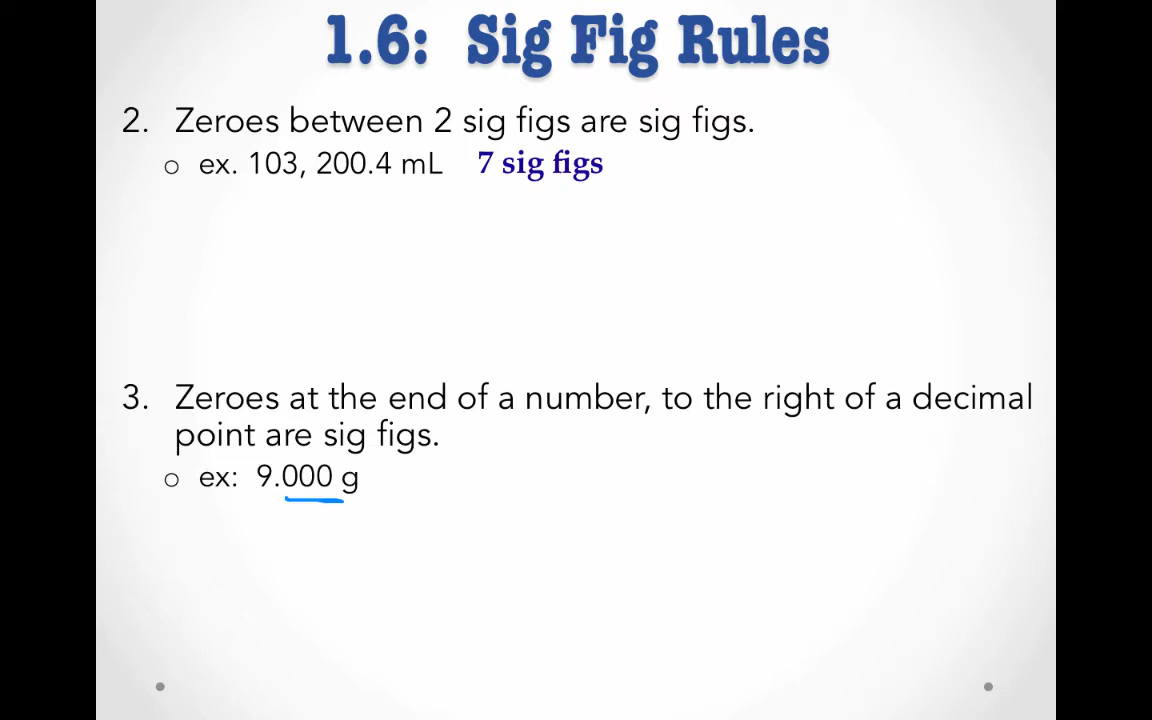 1.6: Sig Fig Rules
2. Zeroes between 2 sig figs are sig figs.
o ex. 103, 200.4 mL 7 sig figs
3. Zeroes at the end of a number, to the right of a decimal
point are sig figs.
o ex: 9.000 g